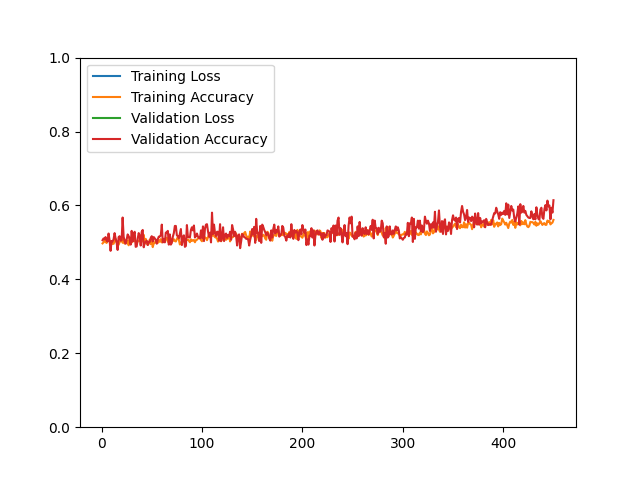 1.0
0.8
0.6
0.4
0.2
0.0
0 100 200 300 400
Training Loss
Training Accuracy
Validation Loss
Validation Accuracy